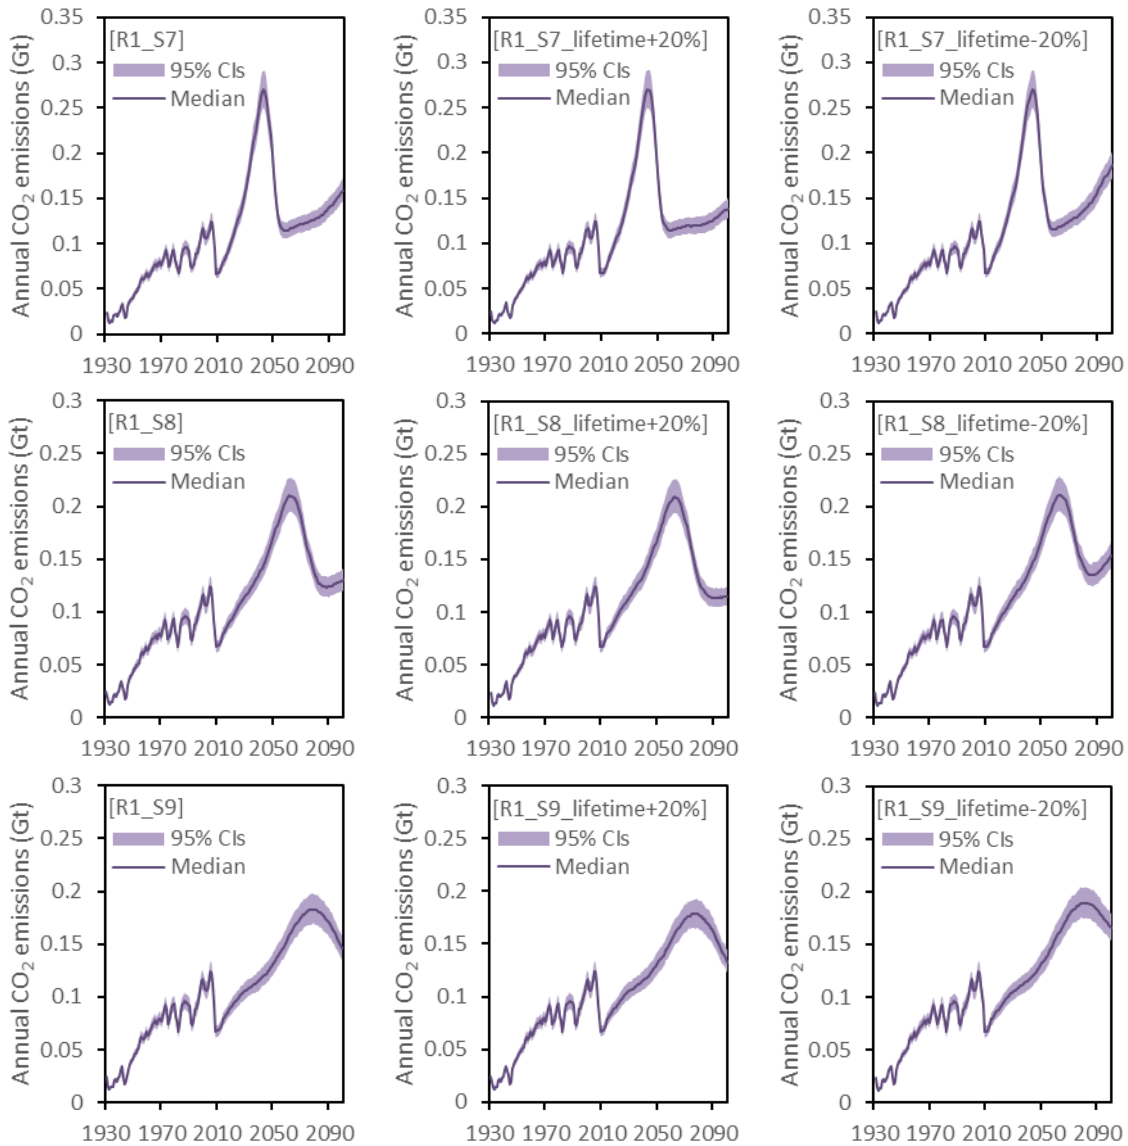 Annual CO₂ emissions (Gt)
0.35
0.3
0.25
0.2
0.15
0.1
0.05
0
[R1_S7]
95% CIs
Median
1930 1970 2010 2050 2090
Annual CO₂ emissions (Gt)
0.35
0.3
0.25
0.2
0.15
0.1
0.05
0
[R1_S7_lifetime+20%]
95% CIs
Median
1930 1970 2010 2050 2090
Annual CO₂ emissions (Gt)
0.35
0.3
0.25
0.2
0.15
0.1
0.05
0
[R1_S7_lifetime-20%]
95% CIs
Median
1930 1970 2010 2050 2090
Annual CO₂ emissions (Gt)
0.3
0.25
0.2
0.15
0.1
0.05
0
[R1_S8]
95% CIs
Median
1930 1970 2010 2050 2090
Annual CO₂ emissions (Gt)
0.3
0.25
0.2
0.15
0.1
0.05
0
[R1_S8_lifetime+20%]
95% CIs
Median
1930 1970 2010 2050 2090
Annual CO₂ emissions (Gt)
0.3
0.25
0.2
0.15
0.1
0.05
0
[R1_S8_lifetime-20%]
95% CIs
Median
1930 1970 2010 2050 2090
Annual CO₂ emissions (Gt)
0.3
0.25
0.2
0.15
0.1
0.05
0
[R1_S9]
95% CIs
Median
1930 1970 2010 2050 2090
Annual CO₂ emissions (Gt)
0.3
0.25
0.2
0.15
0.1
0.05
0
[R1_S9_lifetime+20%]
95% CIs
Median
1930 1970 2010 2050 2090
Annual CO₂ emissions (Gt)
0.3
0.25
0.2
0.15
0.1
0.05
0
[R1_S9_lifetime-20%]
95% CIs
Median
1930 1970 2010 2050 2090